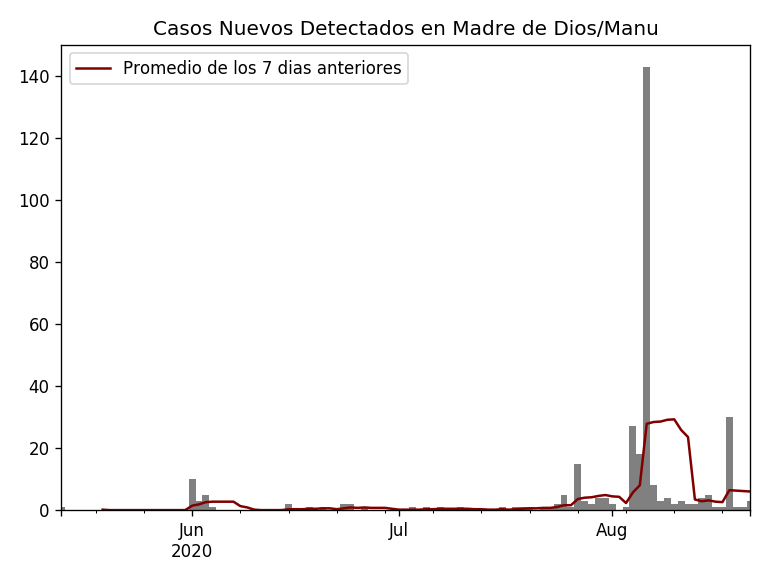 Casos Nuevos Detectados en Madre de Dios/Manu
Promedio de los 7 dias anteriores
140
120
100
80
60
40
20
0
Jun
2020
Jul
Aug